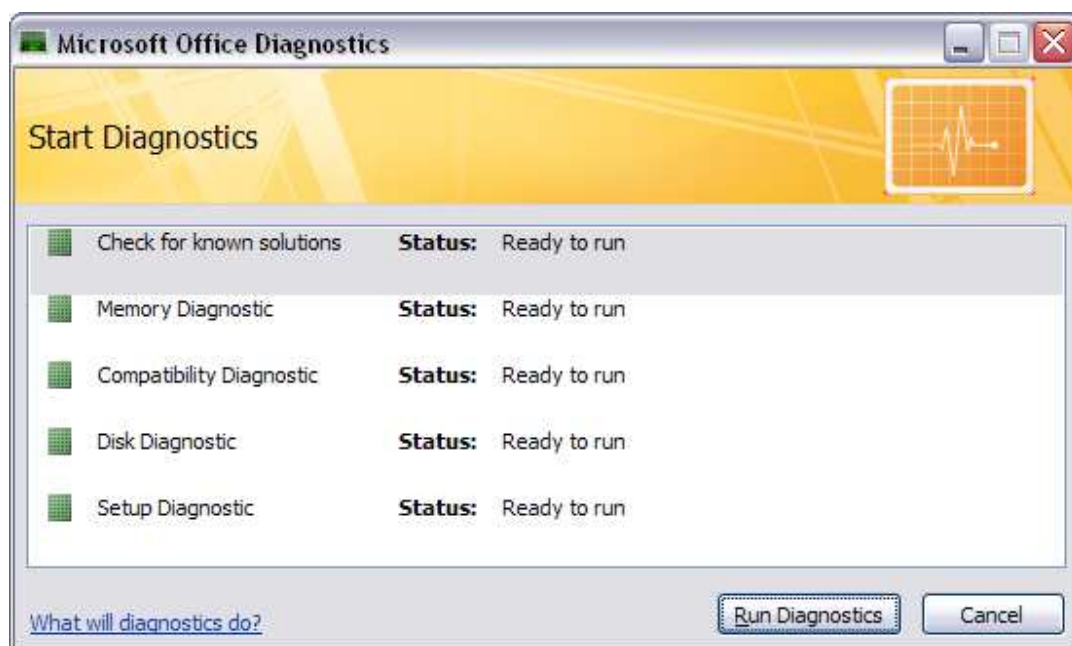 Microsoft Office Diagnostics
Start Diagnostics
Check for known solutions Status: Ready to run
Memory Diagnostic Status: Ready to run
Compatibility Diagnostic Status: Ready to run
Disk Diagnostic Status: Ready to run
Setup Diagnostic Status: Ready to run
What will diagnostics do? Run Diagnostics Cancel